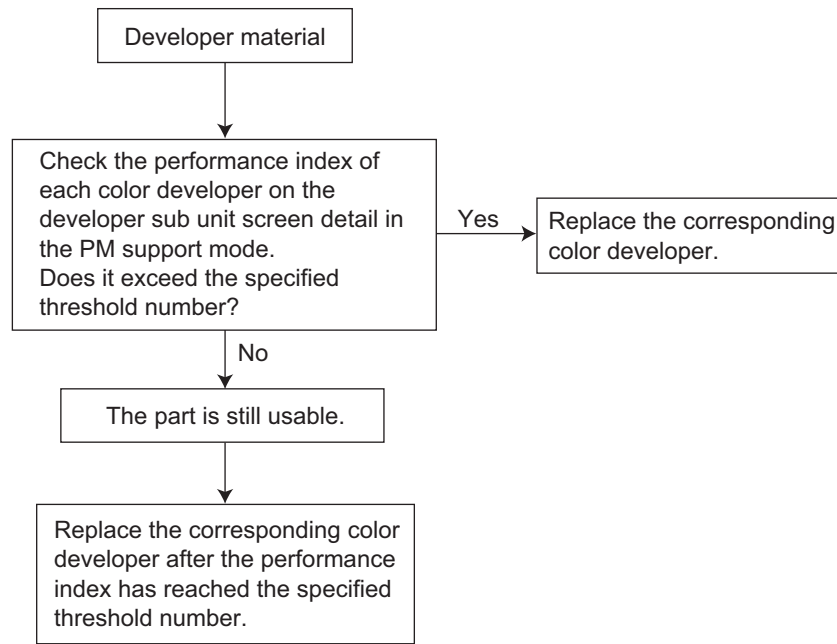 Developer material
Check the performance index of
each color developer on the
developer sub unit screen detail in
the PM support mode.
Does it exceed the specified
threshold number?
Yes
Replace the corresponding
color developer.
No
The part is still usable.
Replace the corresponding color
developer after the performance
index has reached the specified
threshold number.